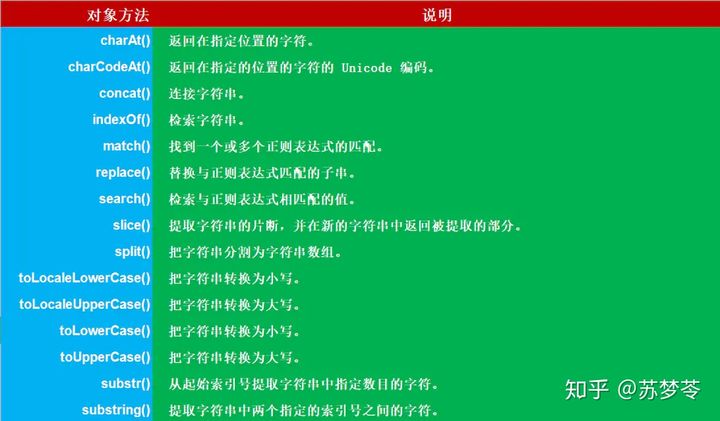 对象方法 说明
charAt() 返回在指定位置的字符。
charCodeAt() 返回在指定的位置的字符的 Unicode 编码。
concat() 连接字符串。
indexOf() 检索字符串。
match() 找到一个或多个正则表达式的匹配。
replace() 替换与正则表达式匹配的子串。
search() 检索与正则表达式相匹配的值。
slice() 提取字符串的片断，并在新的字符串中返回被提取的部分。
split() 把字符串分割为字符串数组。
toLocaleLowerCase() 把字符串转换为小写。
toLocaleUpperCase() 把字符串转换为大写。
toLowerCase() 把字符串转换为小写。
toUpperCase() 把字符串转换为大写。
substr() 从起始索引号提取字符串中指定数目的字符。
substring() 提取字符串中两个指定的索引号之间的字符。
知乎 @苏梦苓